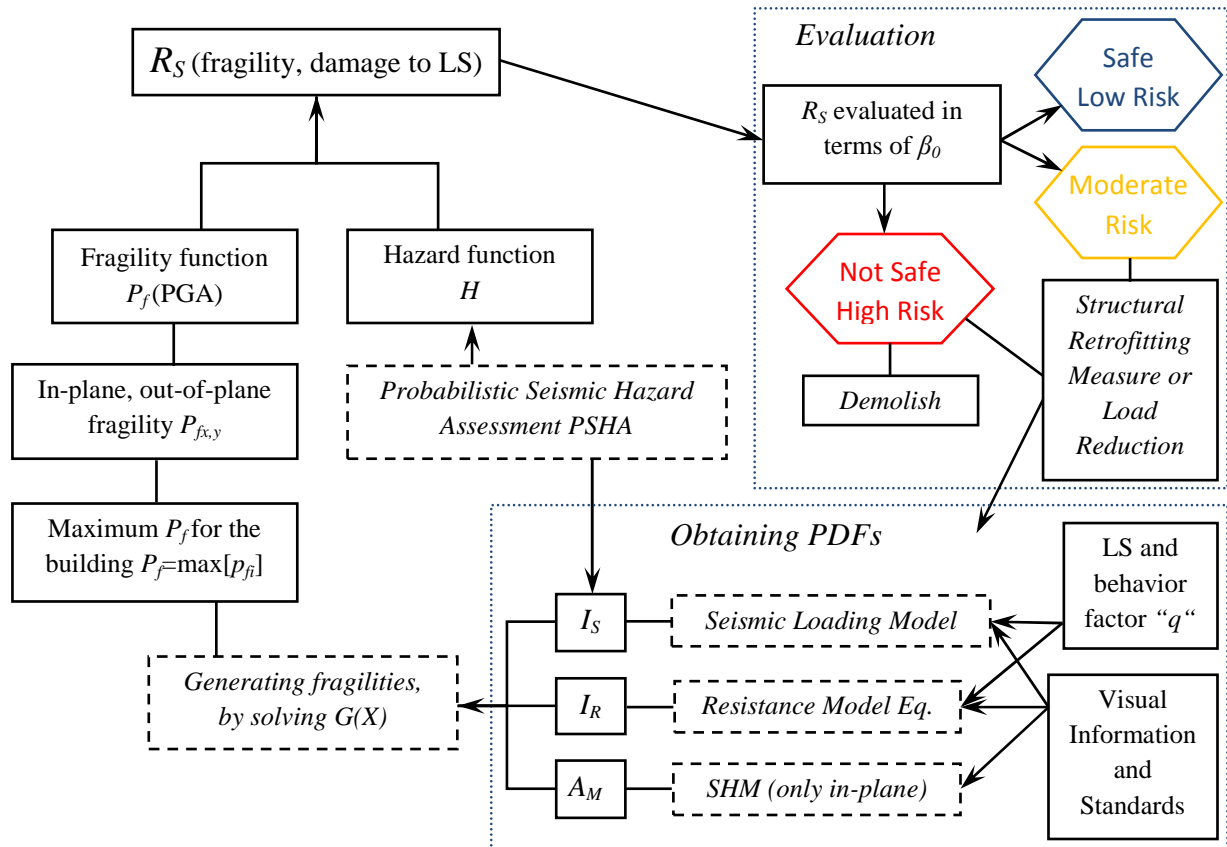 R_S (fragility, damage to LS)
Fragility function
P_f (PGA)
Hazard function
H
In-plane, out-of-plane
fragility P_fx,y
Probabilistic Seismic Hazard
Assessment PSHA
Maximum P_f for the
building P_f=max[p_fi]
Generating fragilities,
by solving G(X)
Evaluation
R_S evaluated in
terms of β_0
Safe
Low Risk
Moderate
Risk
Not Safe
High Risk
Demolish
Structural
Retrofitting
Measure or
Load
Reduction
Obtaining PDFs
I_S
Seismic Loading Model
I_R
Resistance Model Eq.
A_M
SHM (only in-plane)
LS and
behavior
factor “q“
Visual
Information
and
Standards